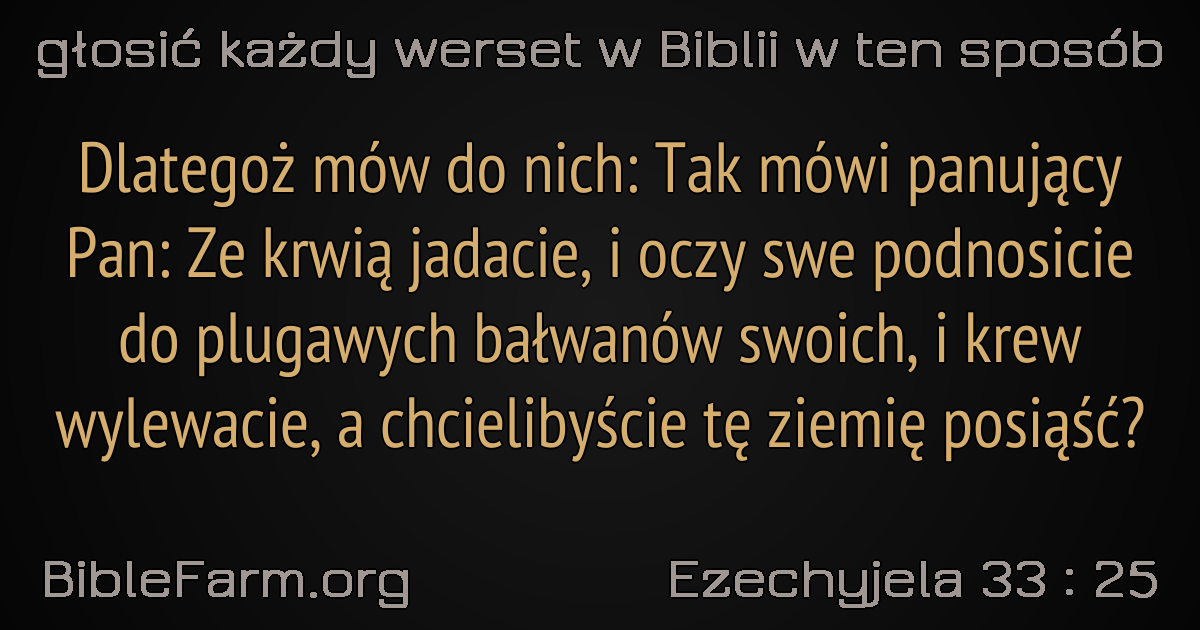 głosić każdy werset w Biblii w ten sposób
Dlategoż mów do nich: Tak mówi panujący
Pan: Ze krwią jadacie, i oczy swe podnosicie
do plugawych bałwanów swoich, i krew
wylewacie, a chcielibyście tę ziemię posiąść?
BibleFarm.org
Ezechyjela 33 : 25